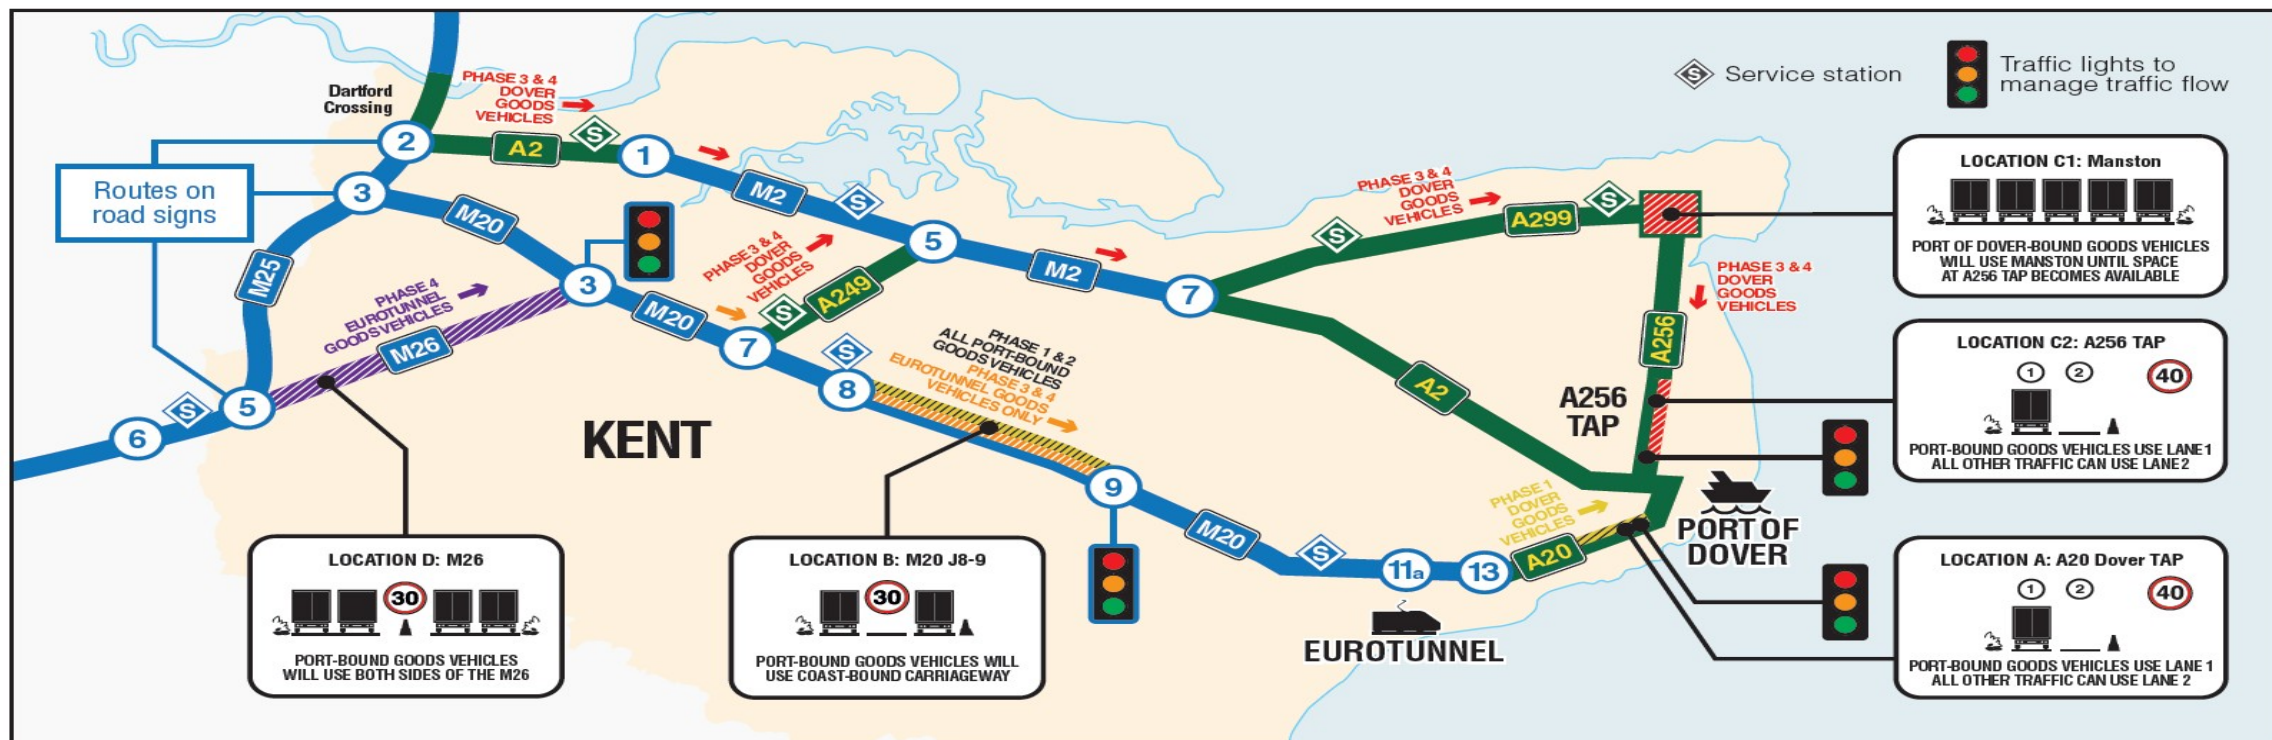 PHASE 3 & 4
DOVER
GOODS
VEHICLES
Dartford
Crossing
S
Service station
Traffic lights to
manage traffic flow
2
A2
S
1
Routes on
road signs
3
M20
M2
S
PHASE 3 & 4
DOVER
GOODS
VEHICLES
A299
S
S
LOCATION C1: Manston
PORT OF DOVER-BOUND GOODS VEHICLES
WILL USE MANSTON UNTIL SPACE
AT A256 TAP BECOMES AVAILABLE
M25
3
PHASE 3 & 4
DOVER
GOODS
VEHICLES
5
M2
7
PHASE 3 & 4
DOVER
GOODS
VEHICLES
PHASE 4
EUROTUNNEL
GOODS VEHICLES
M26
M20
S
A249
7
S
8
PHASE 1 & 2
ALL PORT-BOUND
GOODS VEHICLES
PHASE 3 & 4
EUROTUNNEL GOODS
VEHICLES ONLY
A2
A256
A256
TAP
LOCATION C2: A256 TAP
1
2
40
PORT-BOUND GOODS VEHICLES USE LANE 1
ALL OTHER TRAFFIC CAN USE LANE 2
6
S
5
KENT
9
M20
S
11a
13
A20
PHASE 1
DOVER
GOODS
VEHICLES
PORT OF
DOVER
EUROTUNNEL
LOCATION D: M26
30
PORT-BOUND GOODS VEHICLES
WILL USE BOTH SIDES OF THE M26
LOCATION B: M20 J8-9
30
PORT-BOUND GOODS VEHICLES WILL
USE COAST-BOUND CARRIAGEWAY
LOCATION A: A20 Dover TAP
1
2
40
PORT-BOUND GOODS VEHICLES USE LANE 1
ALL OTHER TRAFFIC CAN USE LANE 2